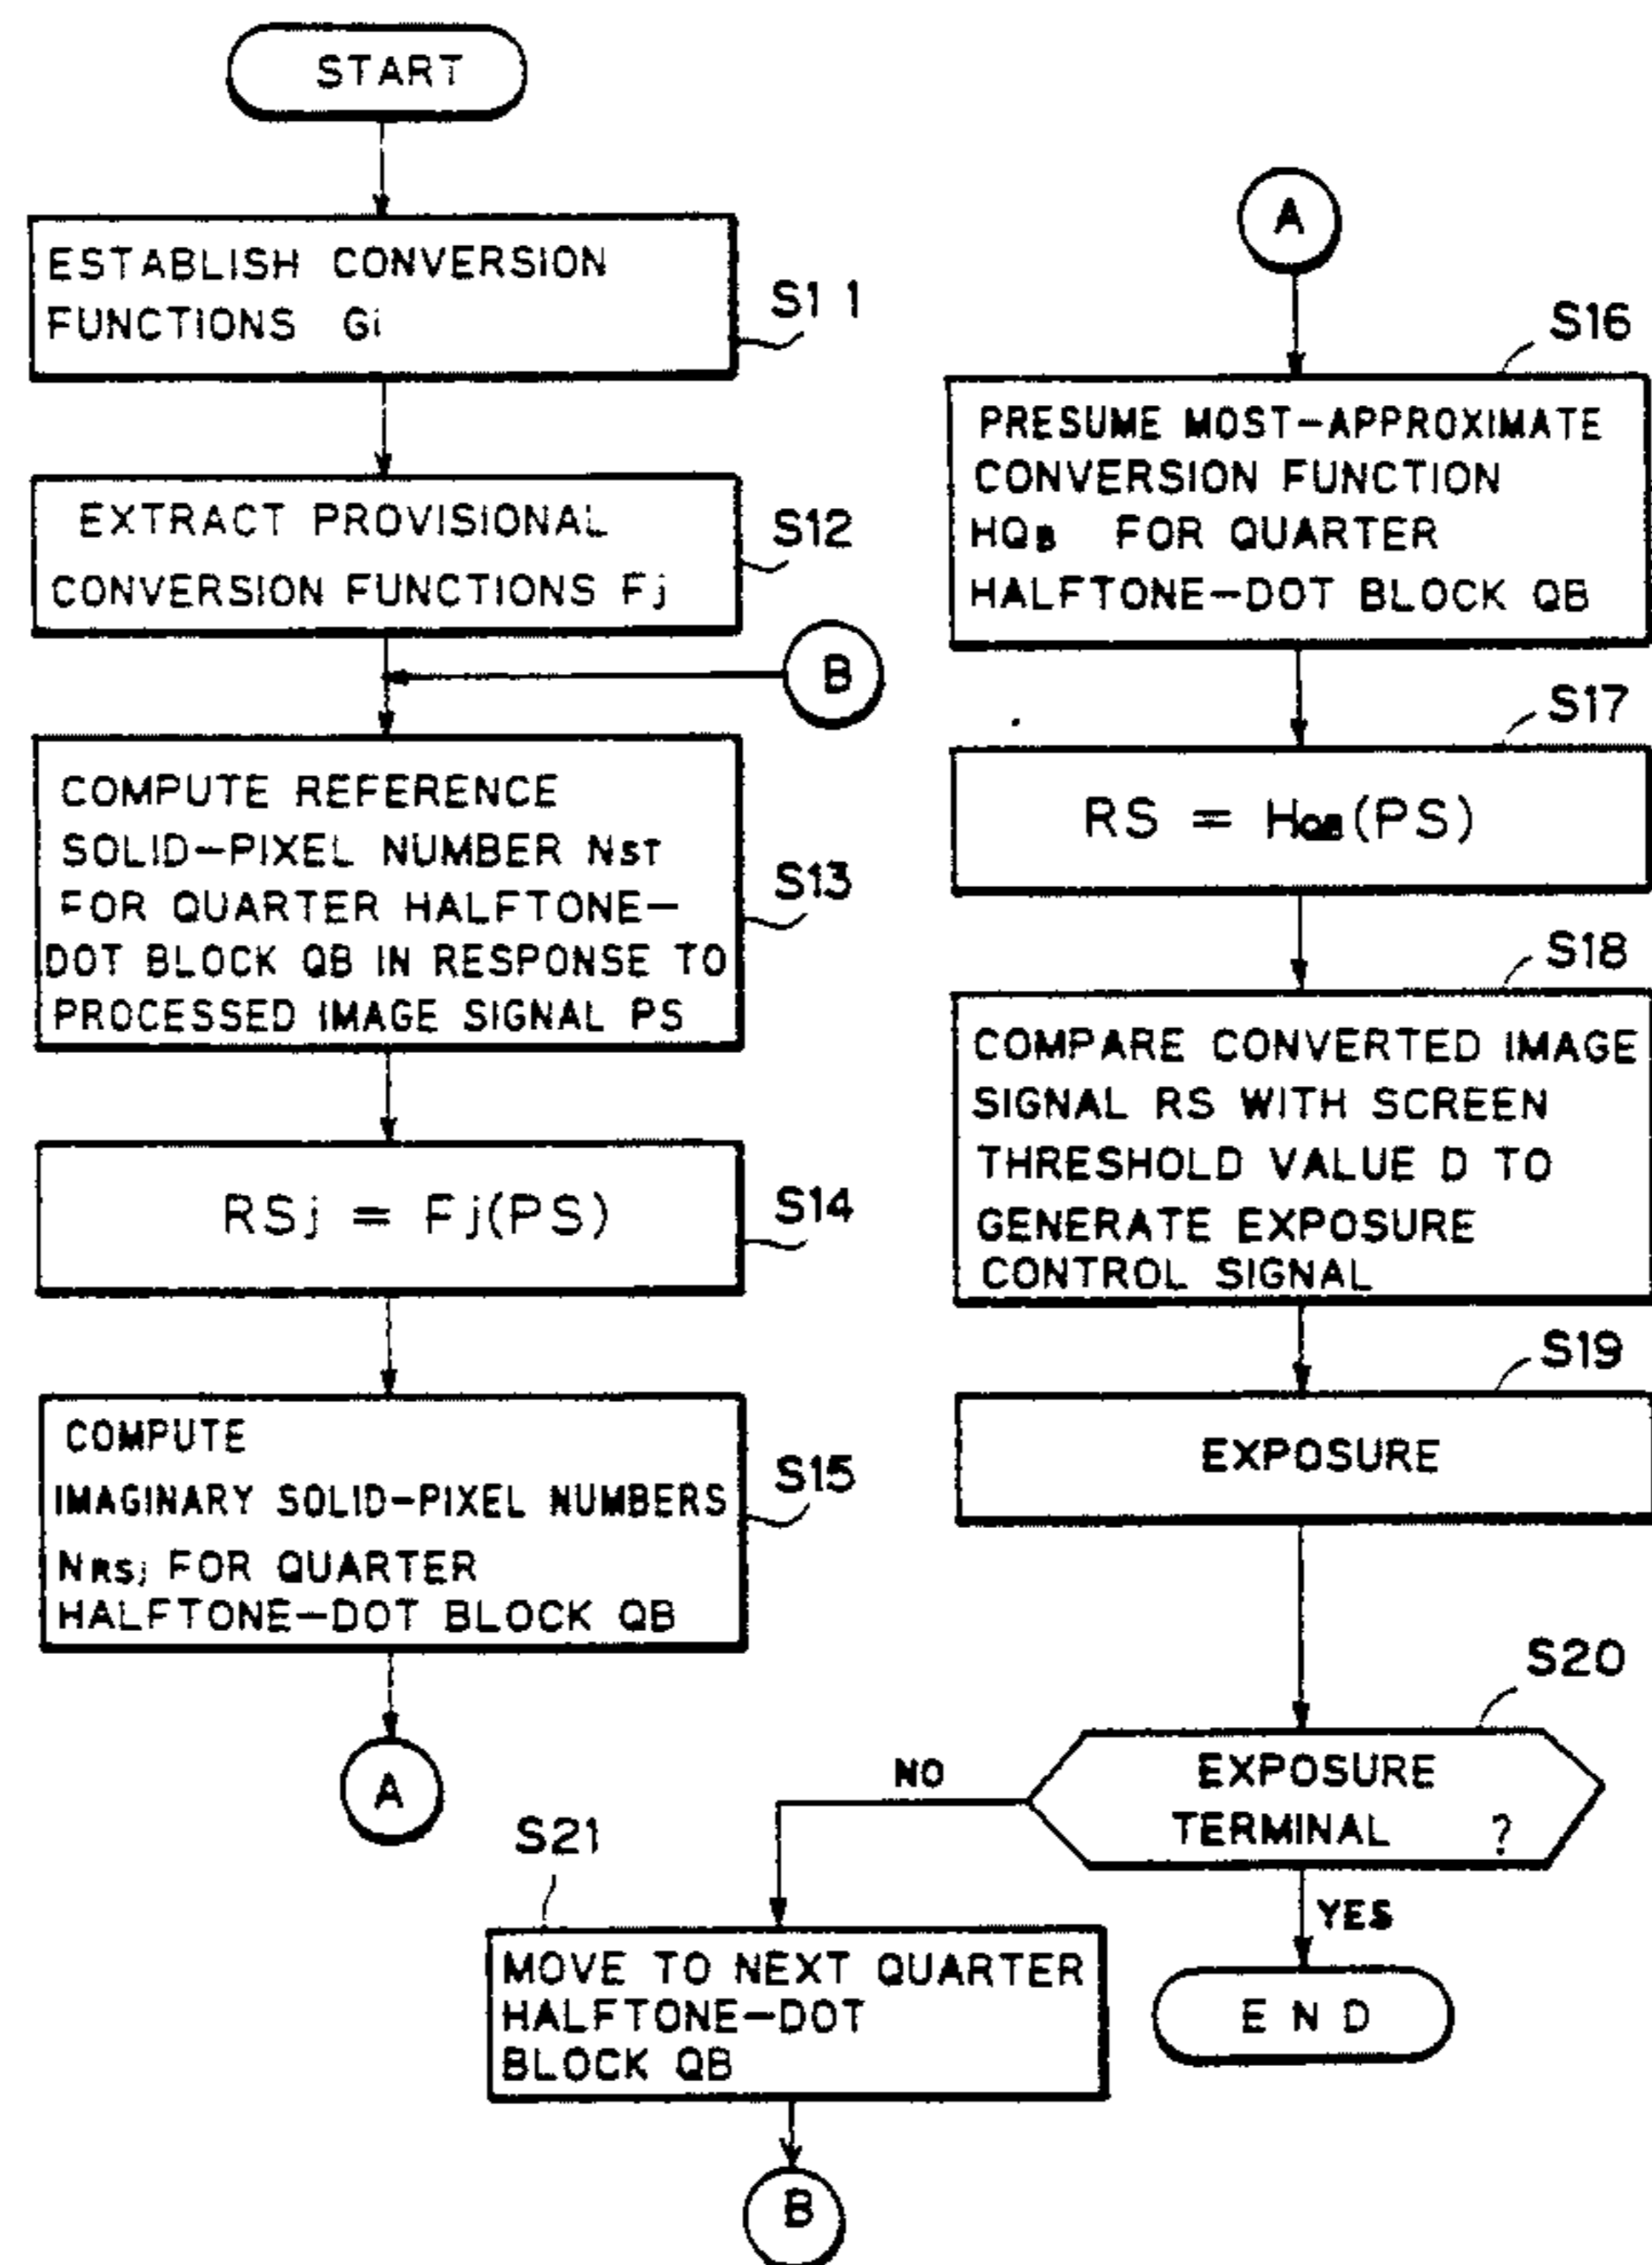 START
ESTABLISH CONVERSION
FUNCTIONS Gi
S11
EXTRACT PROVISIONAL
CONVERSION FUNCTIONS Fj
S12
B
COMPUTE REFERENCE
SOLID-PIXEL NUMBER NST
FOR QUARTER HALFTONE-
DOT BLOCK QB IN RESPONSE TO
PROCESSED IMAGE SIGNAL PS
S13
RSj = Fj(PS)
S14
COMPUTE
IMAGINARY SOLID-PIXEL NUMBERS
NRSj FOR QUARTER
HALFTONE-DOT BLOCK QB
S15
A
A
S16
PRESUME MOST-APPROXIMATE
CONVERSION FUNCTION
HQB FOR QUARTER
HALFTONE-DOT BLOCK QB
S17
RS = HQB(PS)
S18
COMPARE CONVERTED IMAGE
SIGNAL RS WITH SCREEN
THRESHOLD VALUE D TO
GENERATE EXPOSURE
CONTROL SIGNAL
S19
EXPOSURE
S20
EXPOSURE
TERMINAL ?
NO
YES
END
S21
MOVE TO NEXT QUARTER
HALFTONE-DOT
BLOCK QB
B